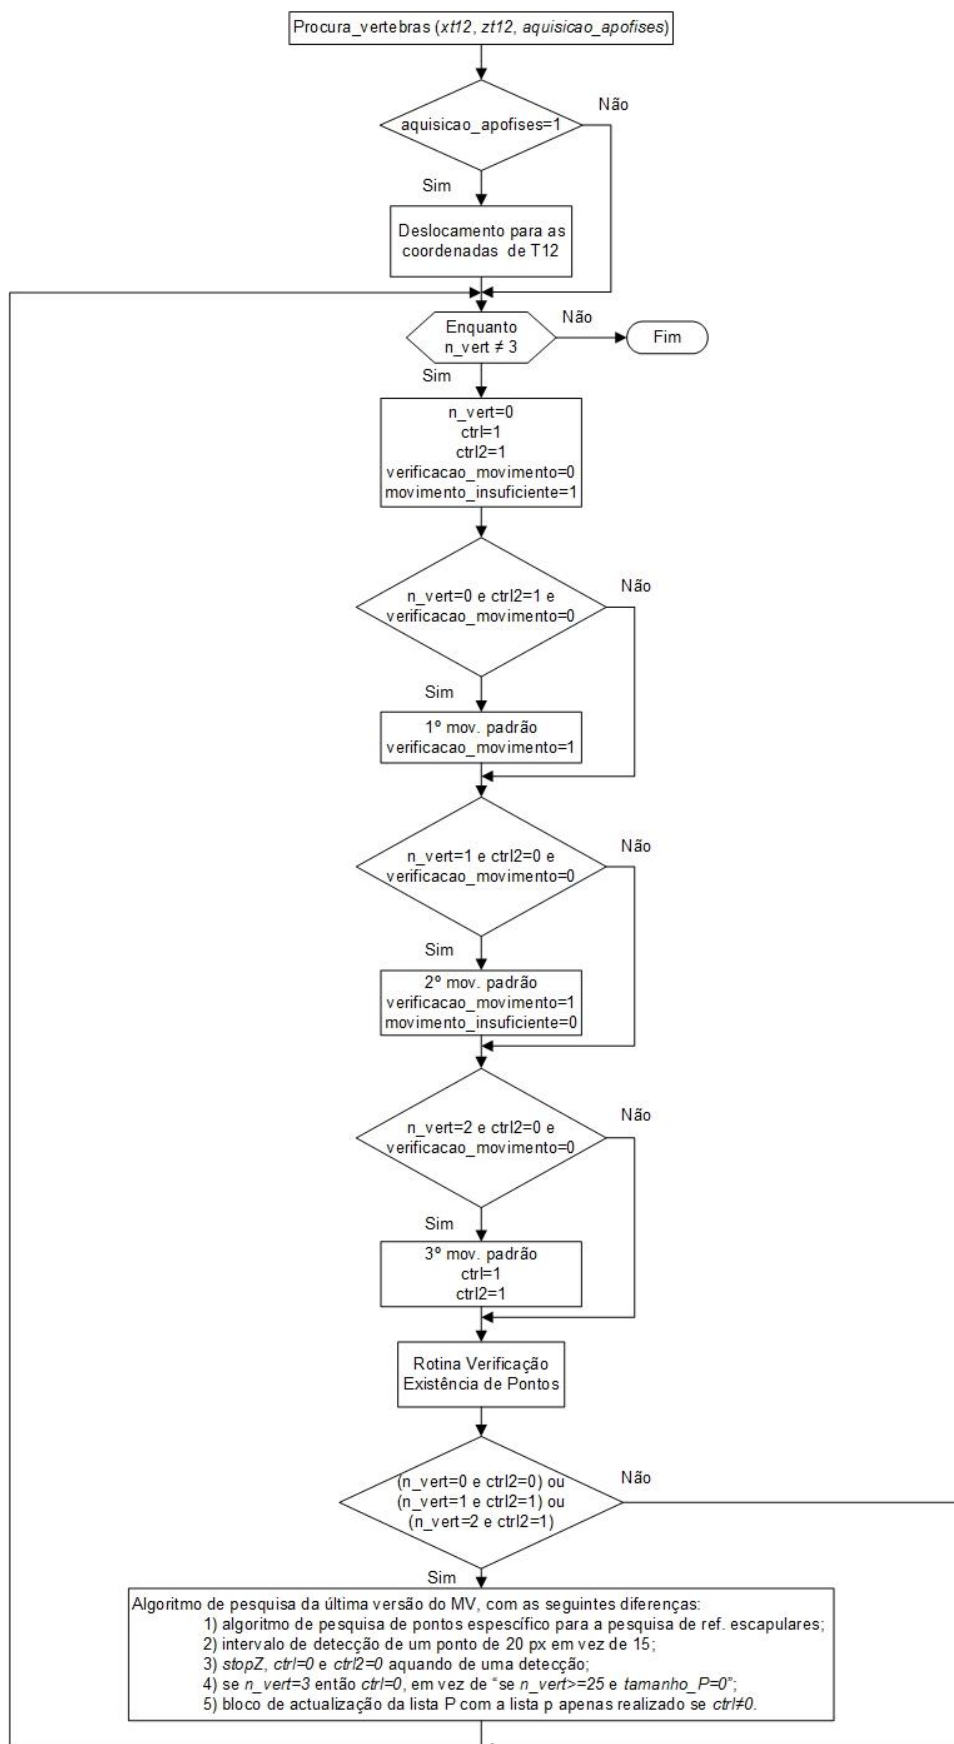 Procura_vertebras (xt12, zt12, aquisicao_apofises)
Não
aquisicao_apofises=1
Sim
Deslocamento para as
coordenadas de T12
Enquanto
n_vert ≠ 3
Não
Fim
Sim
n_vert=0
ctrl=1
ctrl2=1
verificacao_movimento=0
movimento_insuficiente=1
Não
n_vert=0 e ctrl2=1 e
verificacao_movimento=0
Sim
1º mov. padrão
verificacao_movimento=1
Não
n_vert=1 e ctrl2=0 e
verificacao_movimento=0
Sim
2º mov. padrão
verificacao_movimento=1
movimento_insuficiente=0
Não
n_vert=2 e ctrl2=0 e
verificacao_movimento=0
Sim
3º mov. padrão
ctrl=1
ctrl2=1
Rotina Verificação
Existência de Pontos
Não
(n_vert=0 e ctrl2=0) ou
(n_vert=1 e ctrl2=1) ou
(n_vert=2 e ctrl2=1)
Sim
Algoritmo de pesquisa da última versão do MV, com as seguintes diferenças:
1) algoritmo de pesquisa de pontos espescífico para a pesquisa de ref. escapulares;
2) intervalo de detecção de um ponto de 20 px em vez de 15;
3) stopZ, ctrl=0 e ctrl2=0 aquando de uma detecção;
4) se n_vert=3 então ctrl=0, em vez de “se n_vert>=25 e tamanho_P=0”;
5) bloco de actualização da lista P com a lista p apenas realizado se ctrl≠0.